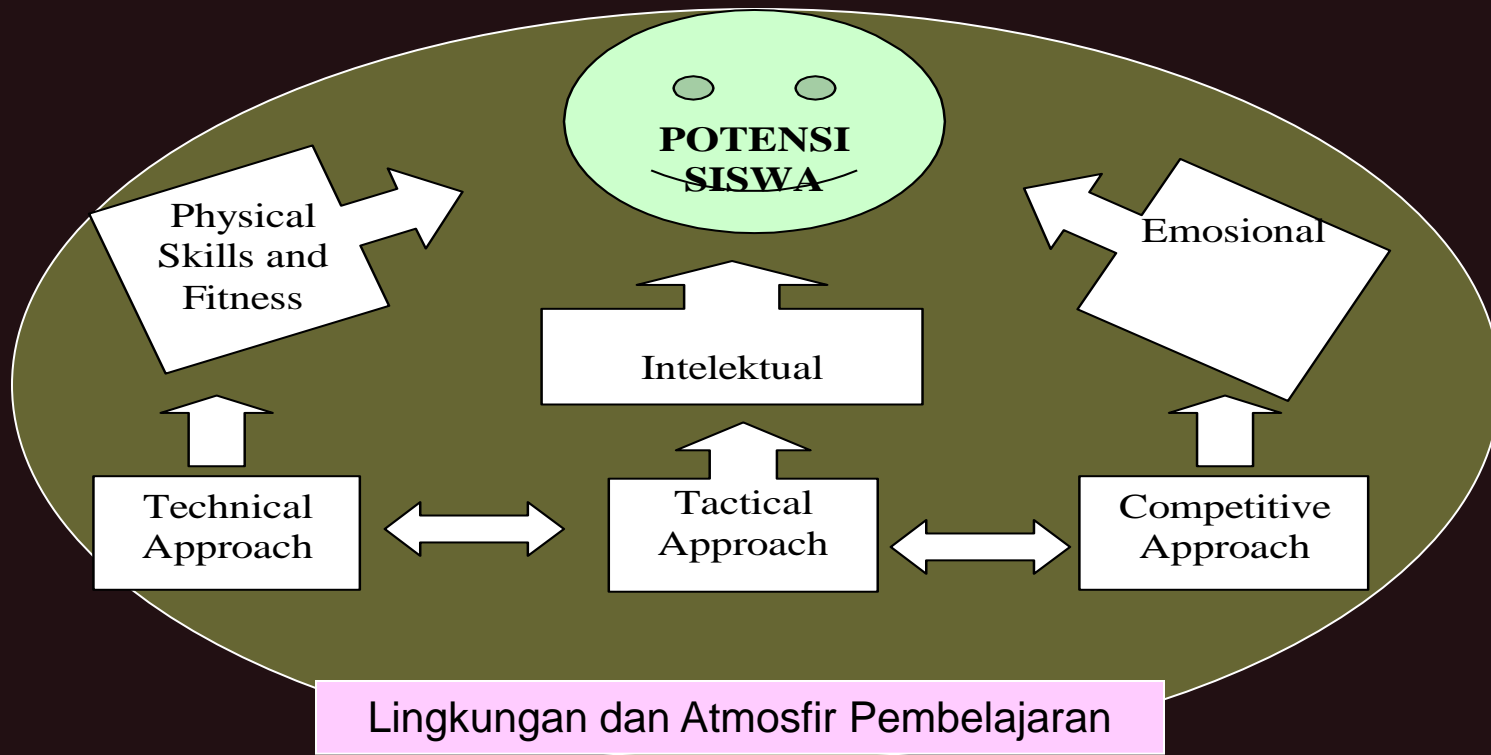 POTENSI
SISWA
Physical
Skills and
Fitness
Emosional
Intelektual
Technical
Approach
Tactical
Approach
Competitive
Approach
Lingkungan dan Atmosfir Pembelajaran